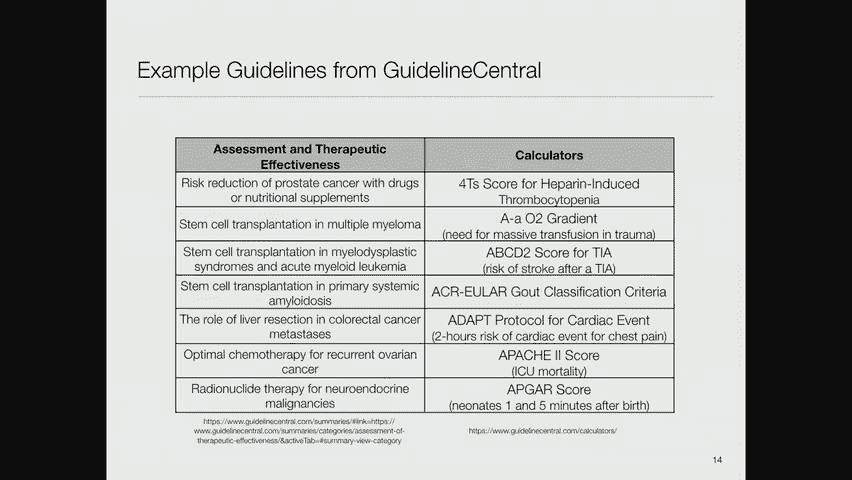 Example Guidelines from GuidelineCentral
Assessment and Therapeutic
Effectiveness
Calculators
Risk reduction of prostate cancer with drugs
or nutritional supplements
4Ts Score for Heparin-Induced
Thrombocytopenia
Stem cell transplantation in multiple myeloma
A-a O2 Gradient
(need for massive transfusion in trauma)
Stem cell transplantation in myelodysplastic
syndromes and acute myeloid leukemia
ABCD2 Score for TIA
(risk of stroke after a TIA)
Stem cell transplantation in primary systemic
amyloidosis
ACR-EULAR Gout Classification Criteria
The role of liver resection in colorectal cancer
metastases
ADAPT Protocol for Cardiac Event
(2-hours risk of cardiac event for chest pain)
Optimal chemotherapy for recurrent ovarian
cancer
APACHE II Score
(ICU mortality)
Radionuclide therapy for neuroendocrine
malignancies
APGAR Score
(neonates 1 and 5 minutes after birth)
https://www.guidelinecentral.com/summaries/#link=https://
www.guidelinecentral.com/summaries/categories/assessment-of-
therapeutic-effectiveness/&activeTab=#summary-view-category
https://www.guidelinecentral.com/calculators/
14